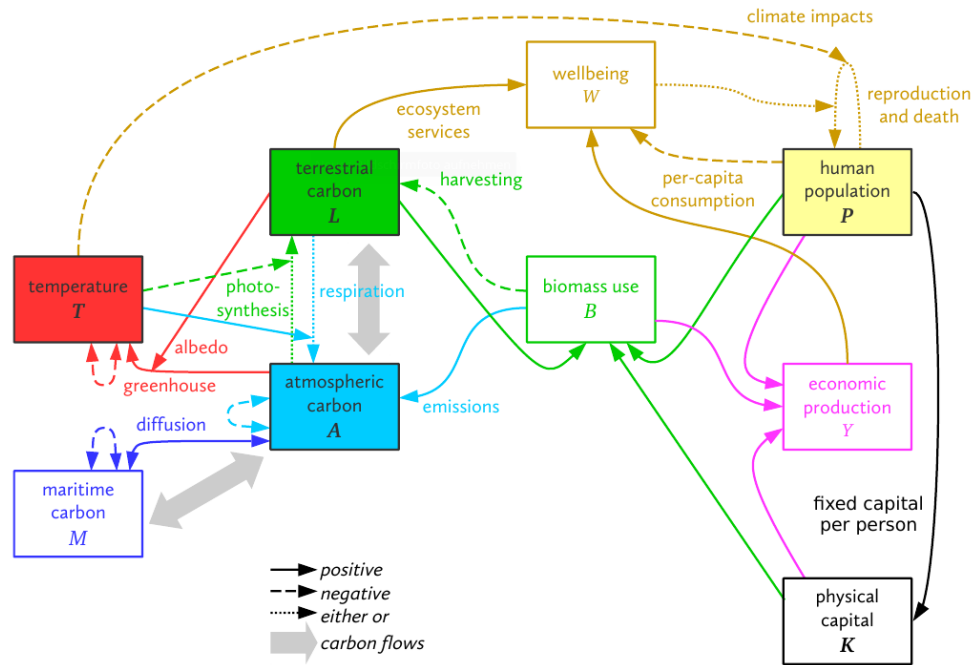 climate impacts
wellbeing
W
reproduction
and death
ecosystem
services
terrestrial
carbon
L
harvesting
per-capita
consumption
human
population
P
temperature
T
photo-
synthesis
respiration
biomass use
B
albedo
greenhouse
atmospheric
carbon
A
emissions
economic
production
Y
diffusion
maritime
carbon
M
fixed capital
per person
positive
negative
either or
carbon flows
physical
capital
K